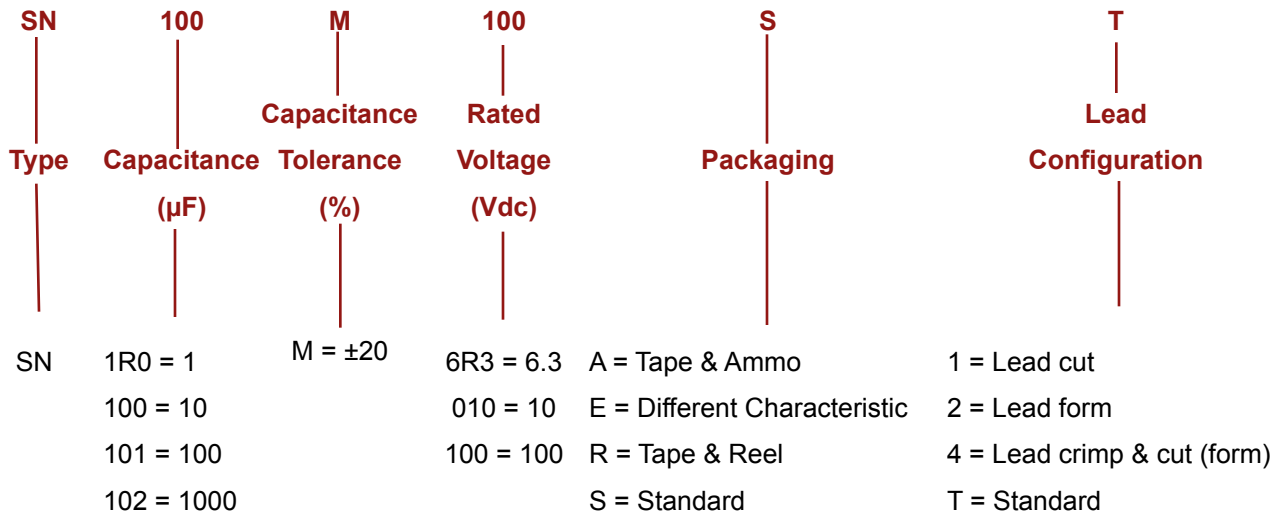 SN 100 M 100 S T
Capacitance Rated Lead
Type Capacitance Tolerance Voltage Packaging Configuration
(µF) (%) (Vdc)
SN 1R0 = 1 M = ±20 6R3 = 6.3 A = Tape & Ammo 1 = Lead cut
100 = 10 010 = 10 E = Different Characteristic 2 = Lead form
101 = 100 100 = 100 R = Tape & Reel 4 = Lead crimp & cut (form)
102 = 1000 S = Standard T = Standard